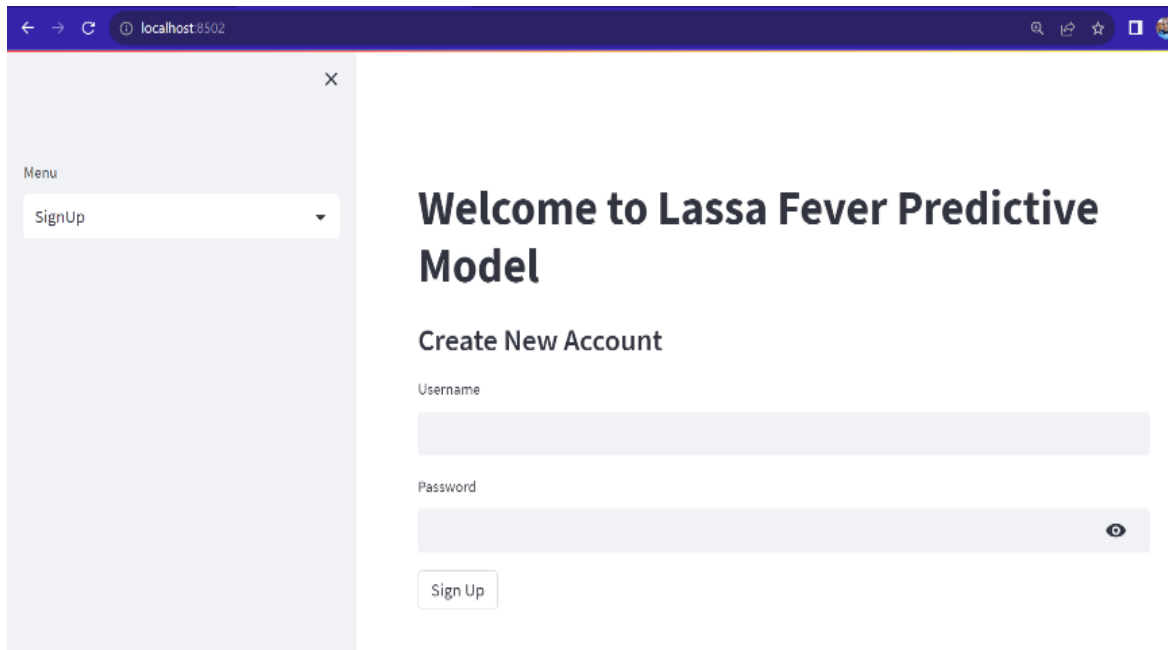 localhost:8502
Menu
SignUp
Welcome to Lassa Fever Predictive
Model
Create New Account
Username
Password
Sign Up